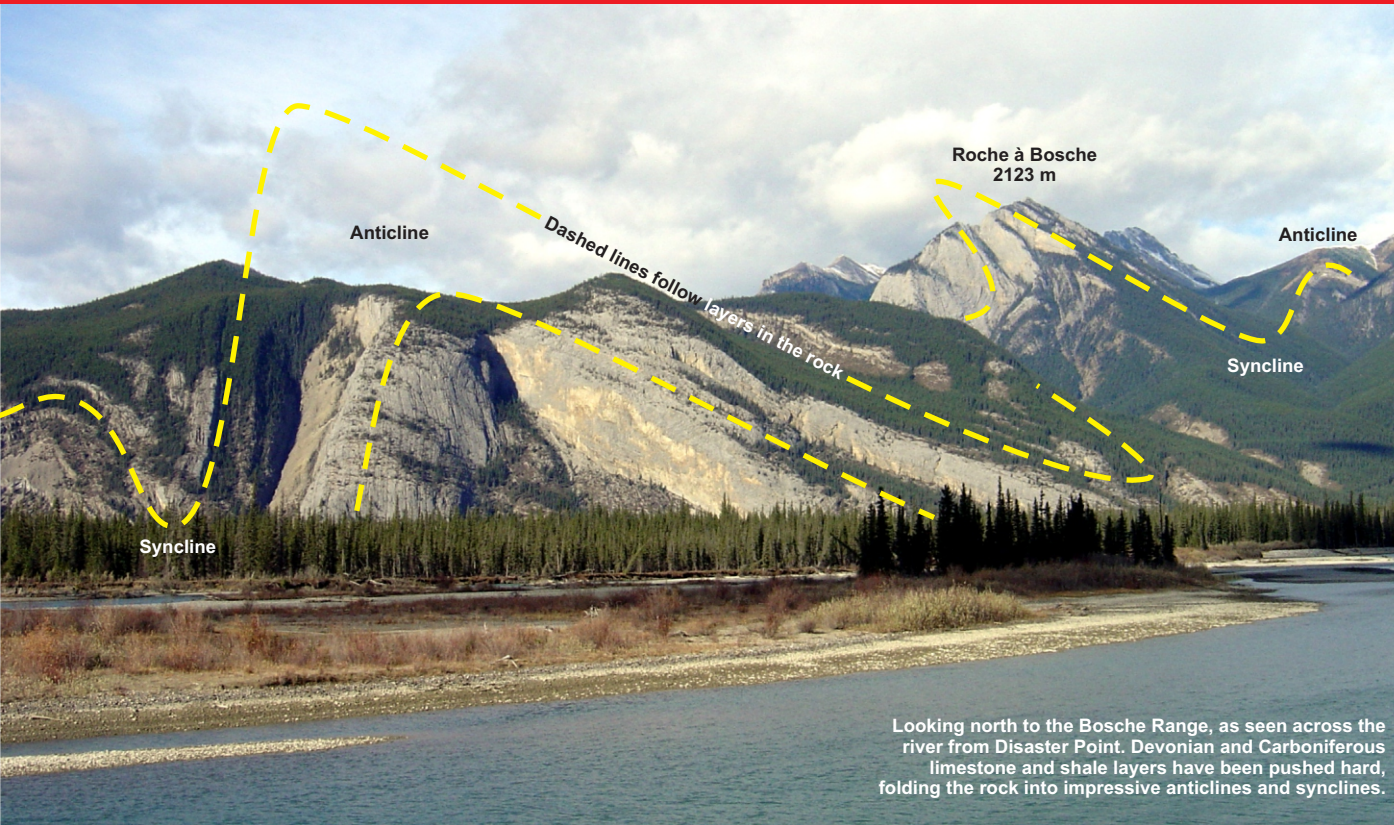 Roche à Bosche
2123 m
Anticline
Anticline
Dashed lines follow layers in the rock
Syncline
Syncline
Looking north to the Bosche Range, as seen across the
river from Disaster Point. Devonian and Carboniferous
limestone and shale layers have been pushed hard,
folding the rock into impressive anticlines and synclines.